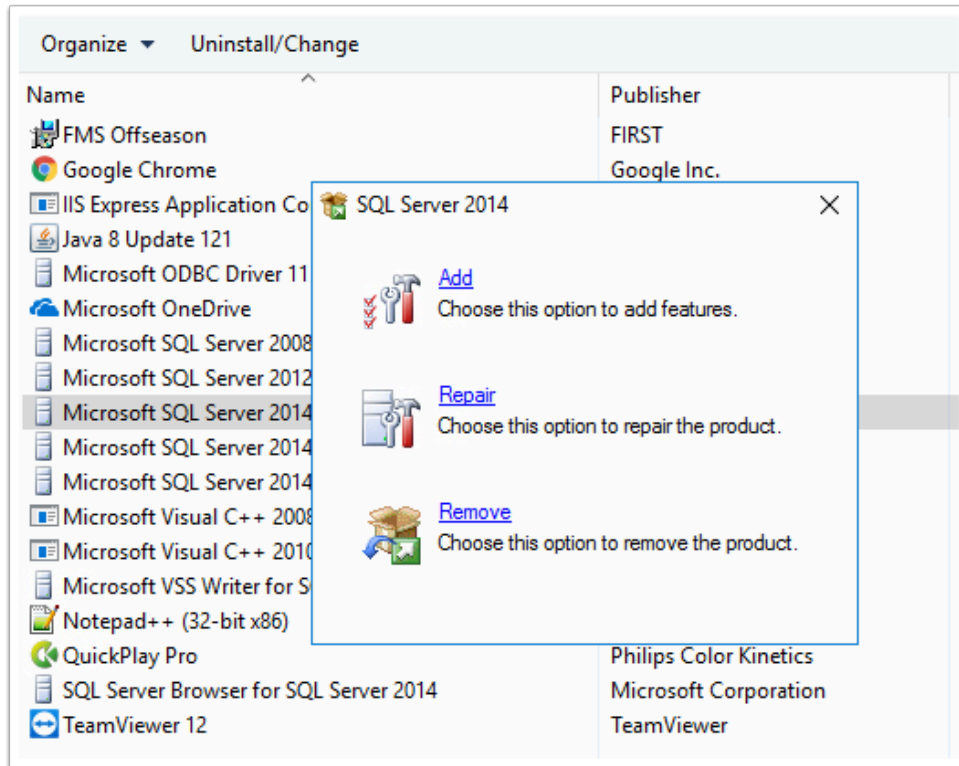 Organize Uninstall/Change
Name Publisher
FMS Offseason FIRST
Google Chrome Google Inc.
IIS Express Application Co
SQL Server 2014
Java 8 Update 121
Microsoft ODBC Driver 11
Add
Choose this option to add features.
Microsoft OneDrive
Microsoft SQL Server 2008
Microsoft SQL Server 2012
Repair
Choose this option to repair the product.
Microsoft SQL Server 2014
Microsoft SQL Server 2014
Microsoft SQL Server 2014
Remove
Choose this option to remove the product.
Microsoft Visual C++ 2008
Microsoft Visual C++ 2010
Microsoft VSS Writer for S
Notepad++ (32-bit x86)
QuickPlay Pro Philips Color Kinetics
SQL Server Browser for SQL Server 2014 Microsoft Corporation
TeamViewer 12 TeamViewer